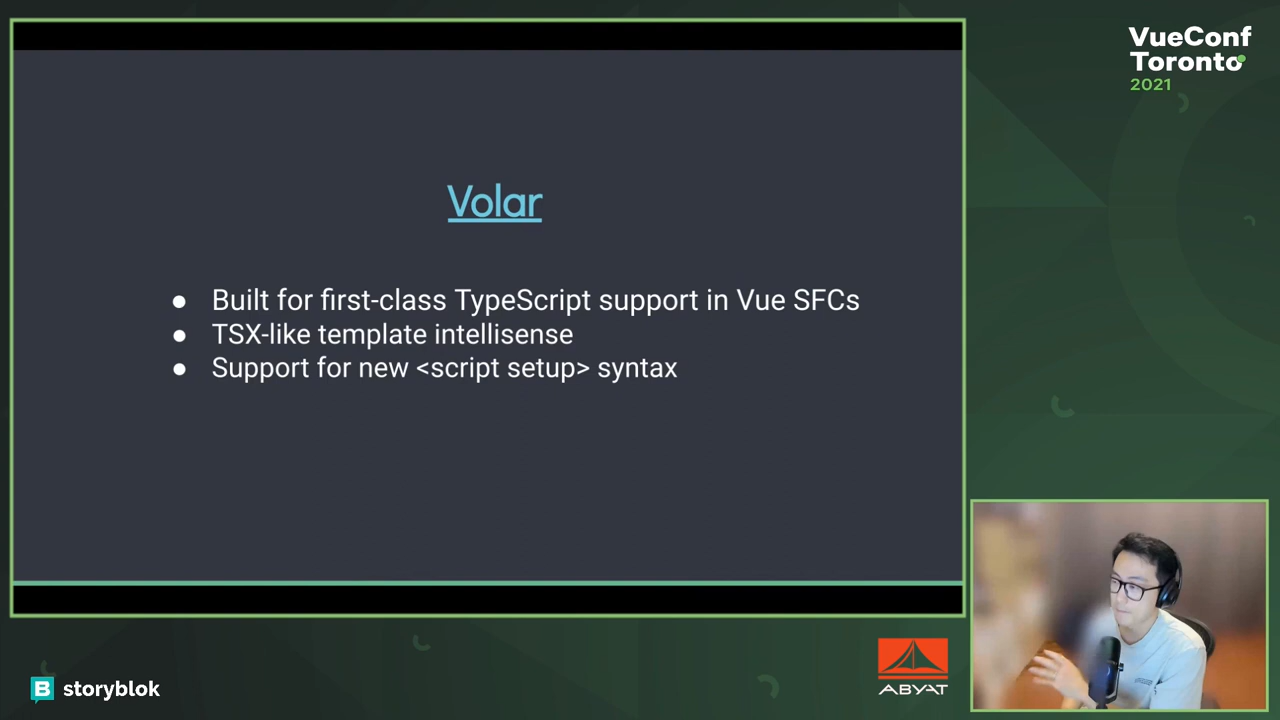 Volar
● Built for first-class TypeScript support in Vue SFCs
● TSX-like template intellisense
● Support for new <script setup> syntax
VueConf
Toronto
2021
B storyblok
ABYAT